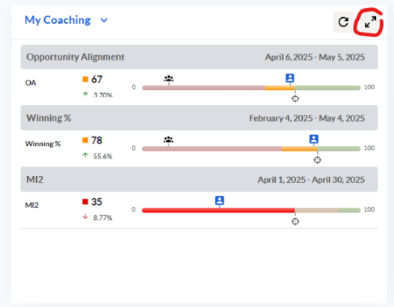 My Coaching
Opportunity Alignment April 6, 2025 - May 5, 2025
OA 67 0 100
3.70%
Winning % February 4, 2025 - May 4, 2025
Winning % 78 0 100
55.6%
MI2 April 1, 2025 - April 30, 2025
MI2 35 0 100
8.77%